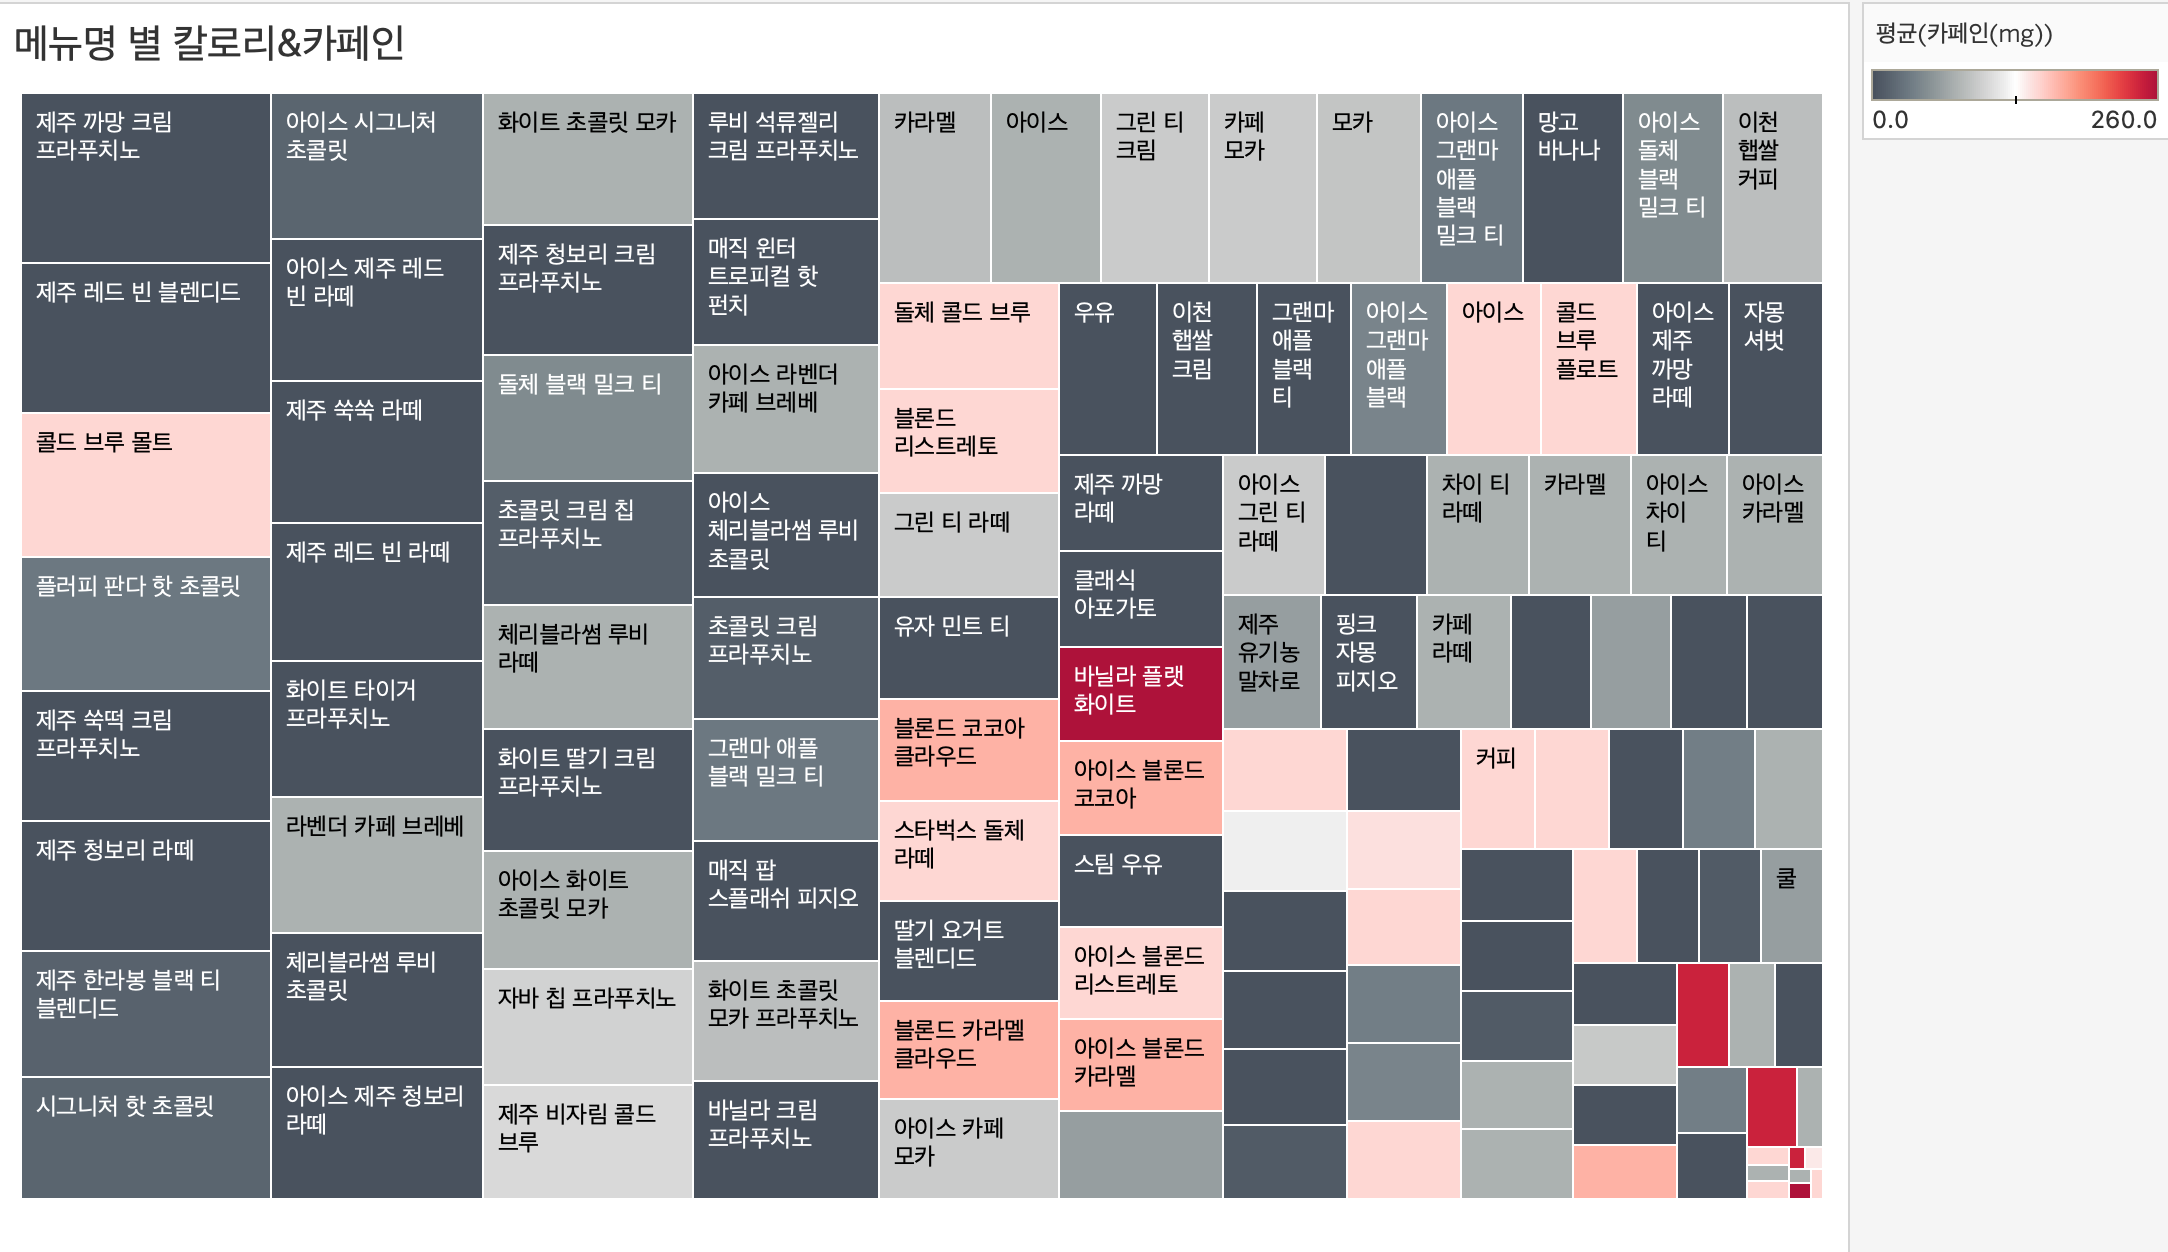 메뉴명 별 칼로리&카페인
제주 까망 크림
프라푸치노
제주 레드 빈 블렌디드
콜드 브루 몰트
플러피 판다 핫 초콜릿
제주 쑥떡 크림
프라푸치노
제주 청보리 라떼
제주 한라봉 블랙 티
블렌디드
시그니처 핫 초콜릿
아이스 시그니처
초콜릿
아이스 제주 레드
빈 라떼
제주 쑥쑥 라떼
제주 레드 빈 라떼
화이트 타이거
프라푸치노
라벤더 카페 브레베
체리블라썸 루비
초콜릿
아이스 제주 청보리
라떼
화이트 초콜릿 모카
제주 청보리 크림
프라푸치노
돌체 블랙 밀크 티
초콜릿 크림 칩
프라푸치노
체리블라썸 루비
라떼
화이트 딸기 크림
프라푸치노
아이스 화이트
초콜릿 모카
자바 칩 프라푸치노
제주 비자림 콜드
브루
루비 석류젤리
크림 프라푸치노
매직 윈터
트로피컬 핫
펀치
아이스 라벤더
카페 브레베
아이스
체리블라썸 루비
초콜릿
초콜릿 크림
프라푸치노
그랜마 애플
블랙 밀크 티
매직 팝
스플래쉬 피지오
화이트 초콜릿
모카 프라푸치노
바닐라 크림
프라푸치노
카라멜
아이스
그린 티
크림
카페
모카
모카
아이스
그랜마
애플
블랙
밀크 티
망고
바나나
아이스
돌체
블랙
밀크 티
이천
햅쌀
커피
돌체 콜드 브루
블론드
리스트레토
그린 티 라떼
유자 민트 티
블론드 코코아
클라우드
스타벅스 돌체
라떼
딸기 요거트
블렌디드
블론드 카라멜
클라우드
아이스 카페
모카
우유
이천
햅쌀
크림
그랜마
애플
블랙
티
아이스
그랜마
애플
블랙
아이스
콜드
브루
플로트
아이스
제주
까망
라떼
자몽
셔벗
제주 까망
라떼
클래식
아포가토
바닐라 플랫
화이트
아이스 블론드
코코아
스팀 우유
아이스 블론드
리스트레토
아이스 블론드
카라멜
아이스
그린 티
라떼
차이 티
라떼
카라멜
아이스
차이
티
아이스
카라멜
제주
유기농
말차로
핑크
자몽
피지오
카페
라떼
커피
쿨
평균(카페인(mg))
0.0
260.0